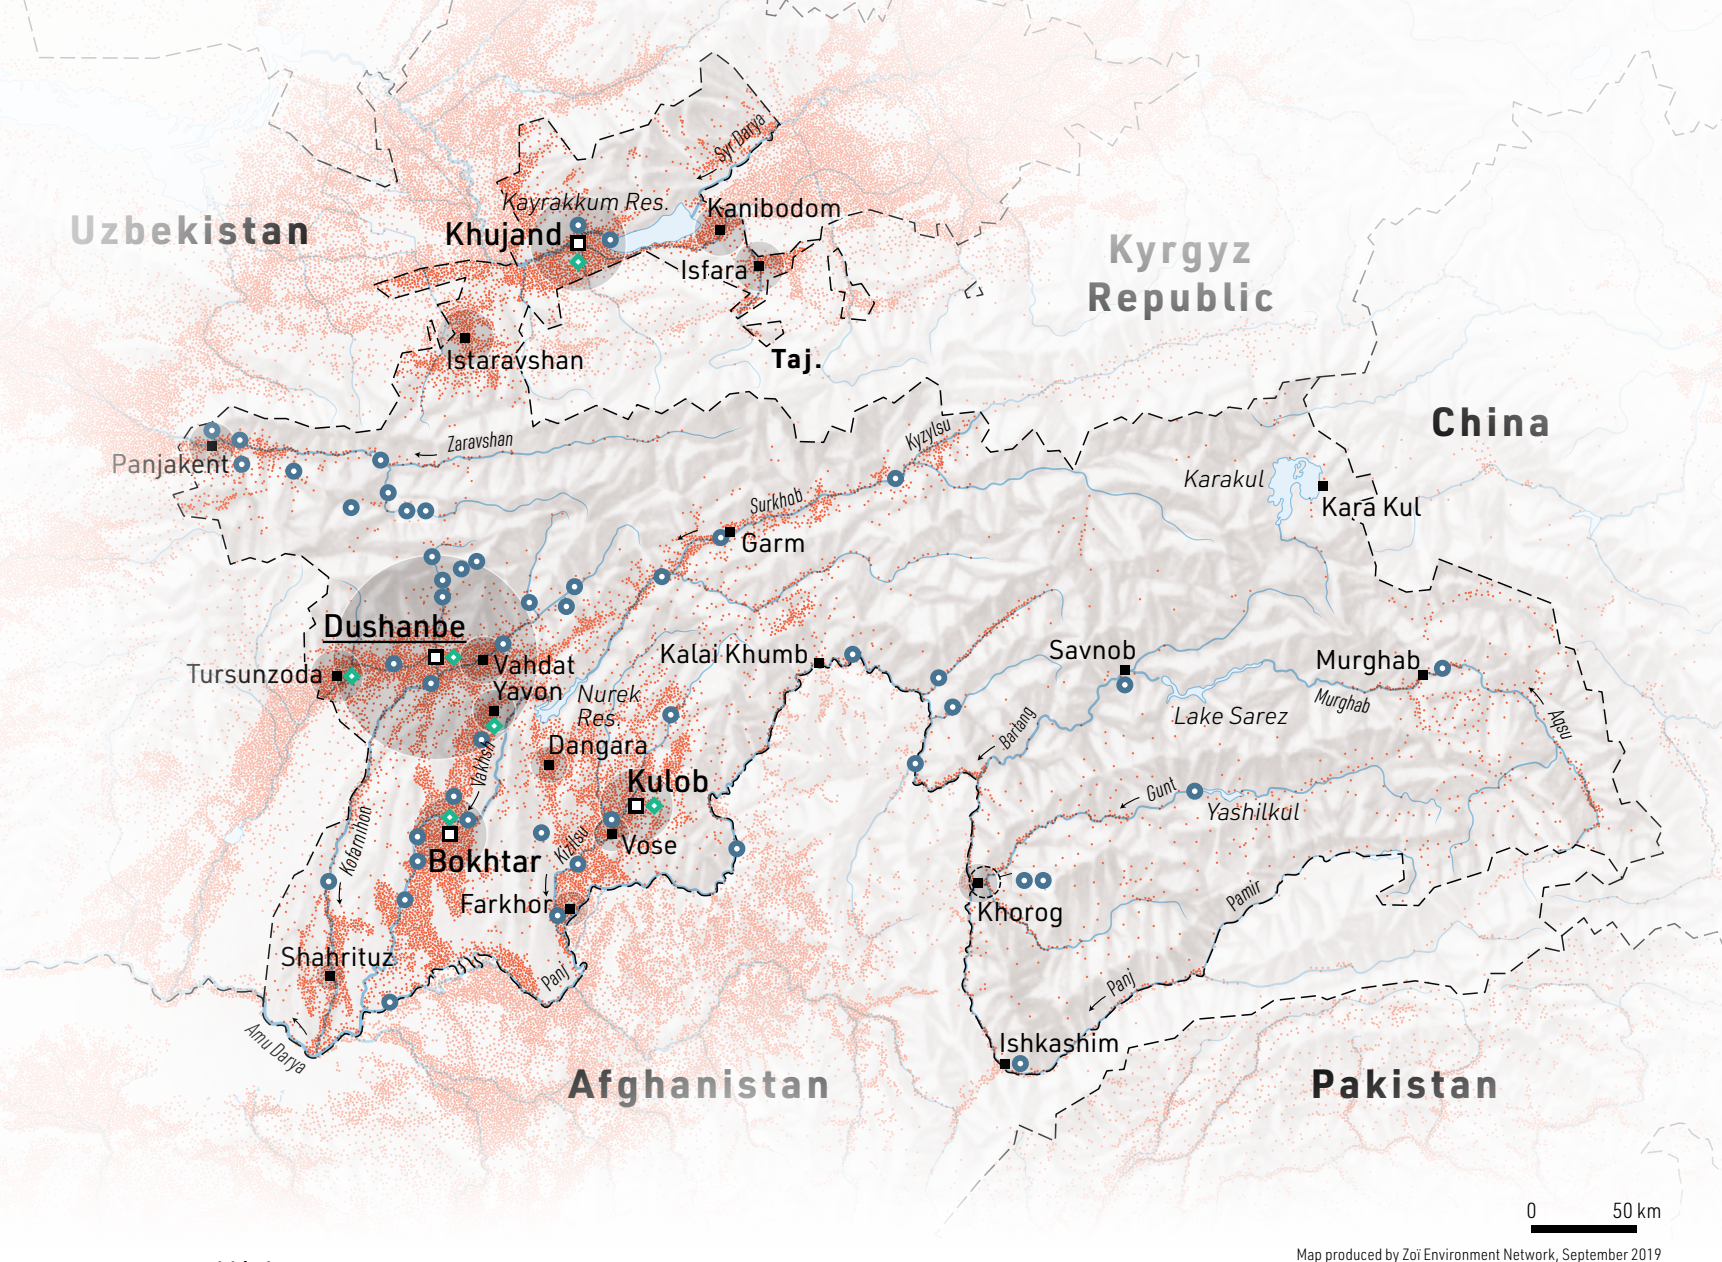 Syr Darya
Kayrakkum Res.
Kanibodom
Uzbekistan
Khujand
Isfara
Kyrgyz
Republic
Istaravshan
Taj.
China
Zaravshan
Kyzylsu
Panjakent
Karakul
Surkhob
Kara Kul
Garm
Dushanbe
Kalai Khumb
Savnob
Murghab
Tursunzoda
Vahdat
Yavon
Nurek
Res.
Murghab
Lake Sarez
Aqsu
Bartang
Dangara
Vakhsh
Kulob
Gunt
Yashilkul
Kofarnihon
Kizilsu
Vose
Bokhtar
Pamir
Farkhor
Khorog
Shahrituz
Panj
Panj
Amu Darya
Ishkashim
Afghanistan
Pakistan
0 50 km
Map produced by Zoï Environment Network, September 2019